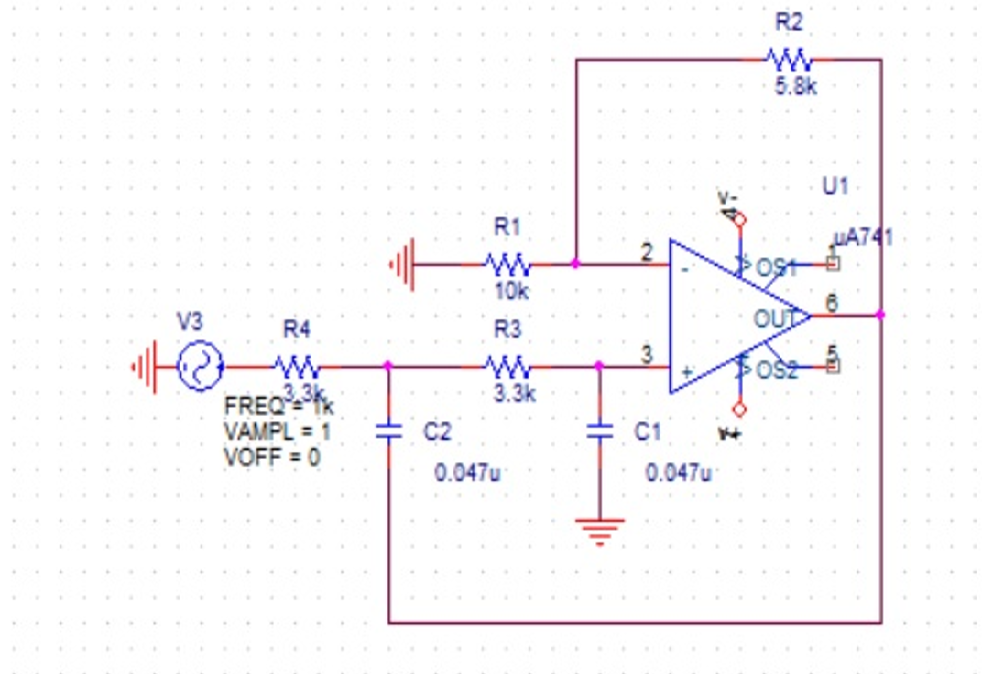 R2
5.8k
U1
V-
µA741
R1
2
1
-
OS1
10k
6
V3
R4
R3
OUT
3
5
+
OS2
3.3k
3.3k
FREQ = 1k
VAMPL = 1
VOFF = 0
C2
C1
0.047u
0.047u